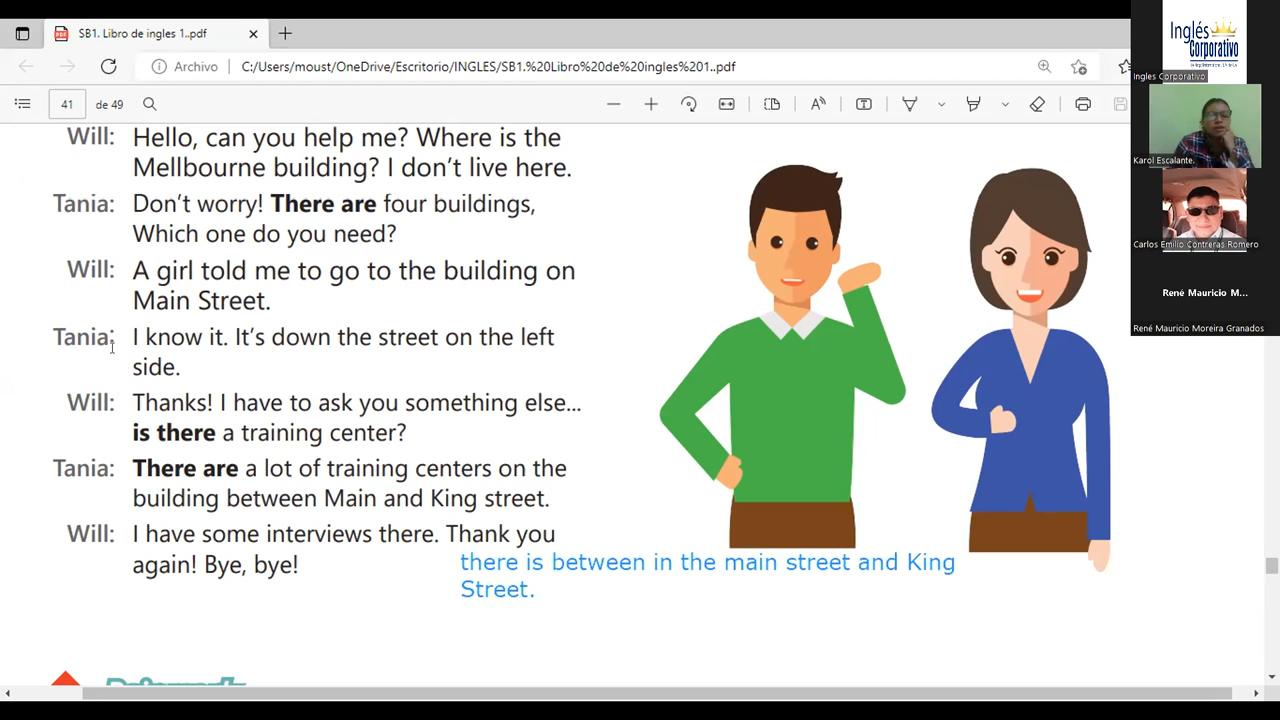 SB1. Libro de ingles 1..pdf
Archivo C:/Users/moust/OneDrive/Escritorio/INGLES/SB1.%20Libro%20de%20ingles%201..pdf
41 de 49
Will: Hello, can you help me? Where is the
Mellbourne building? I don't live here.
Tania: Don't worry! There are four buildings,
Which one do you need?
Will: A girl told me to go to the building on
Main Street.
Tania: I know it. It's down the street on the left
side.
Will: Thanks! I have to ask you something else...
is there a training center?
Tania: There are a lot of training centers on the
building between Main and King street.
Will: I have some interviews there. Thank you
again! Bye, bye!
there is between in the main street and King
Street.
Inglés
Corporativo
Ingles Corporativo
Karol Escalante.
Carlos Emilio Contreras Romero
René Mauricio M...
René Mauricio Moreira Granados